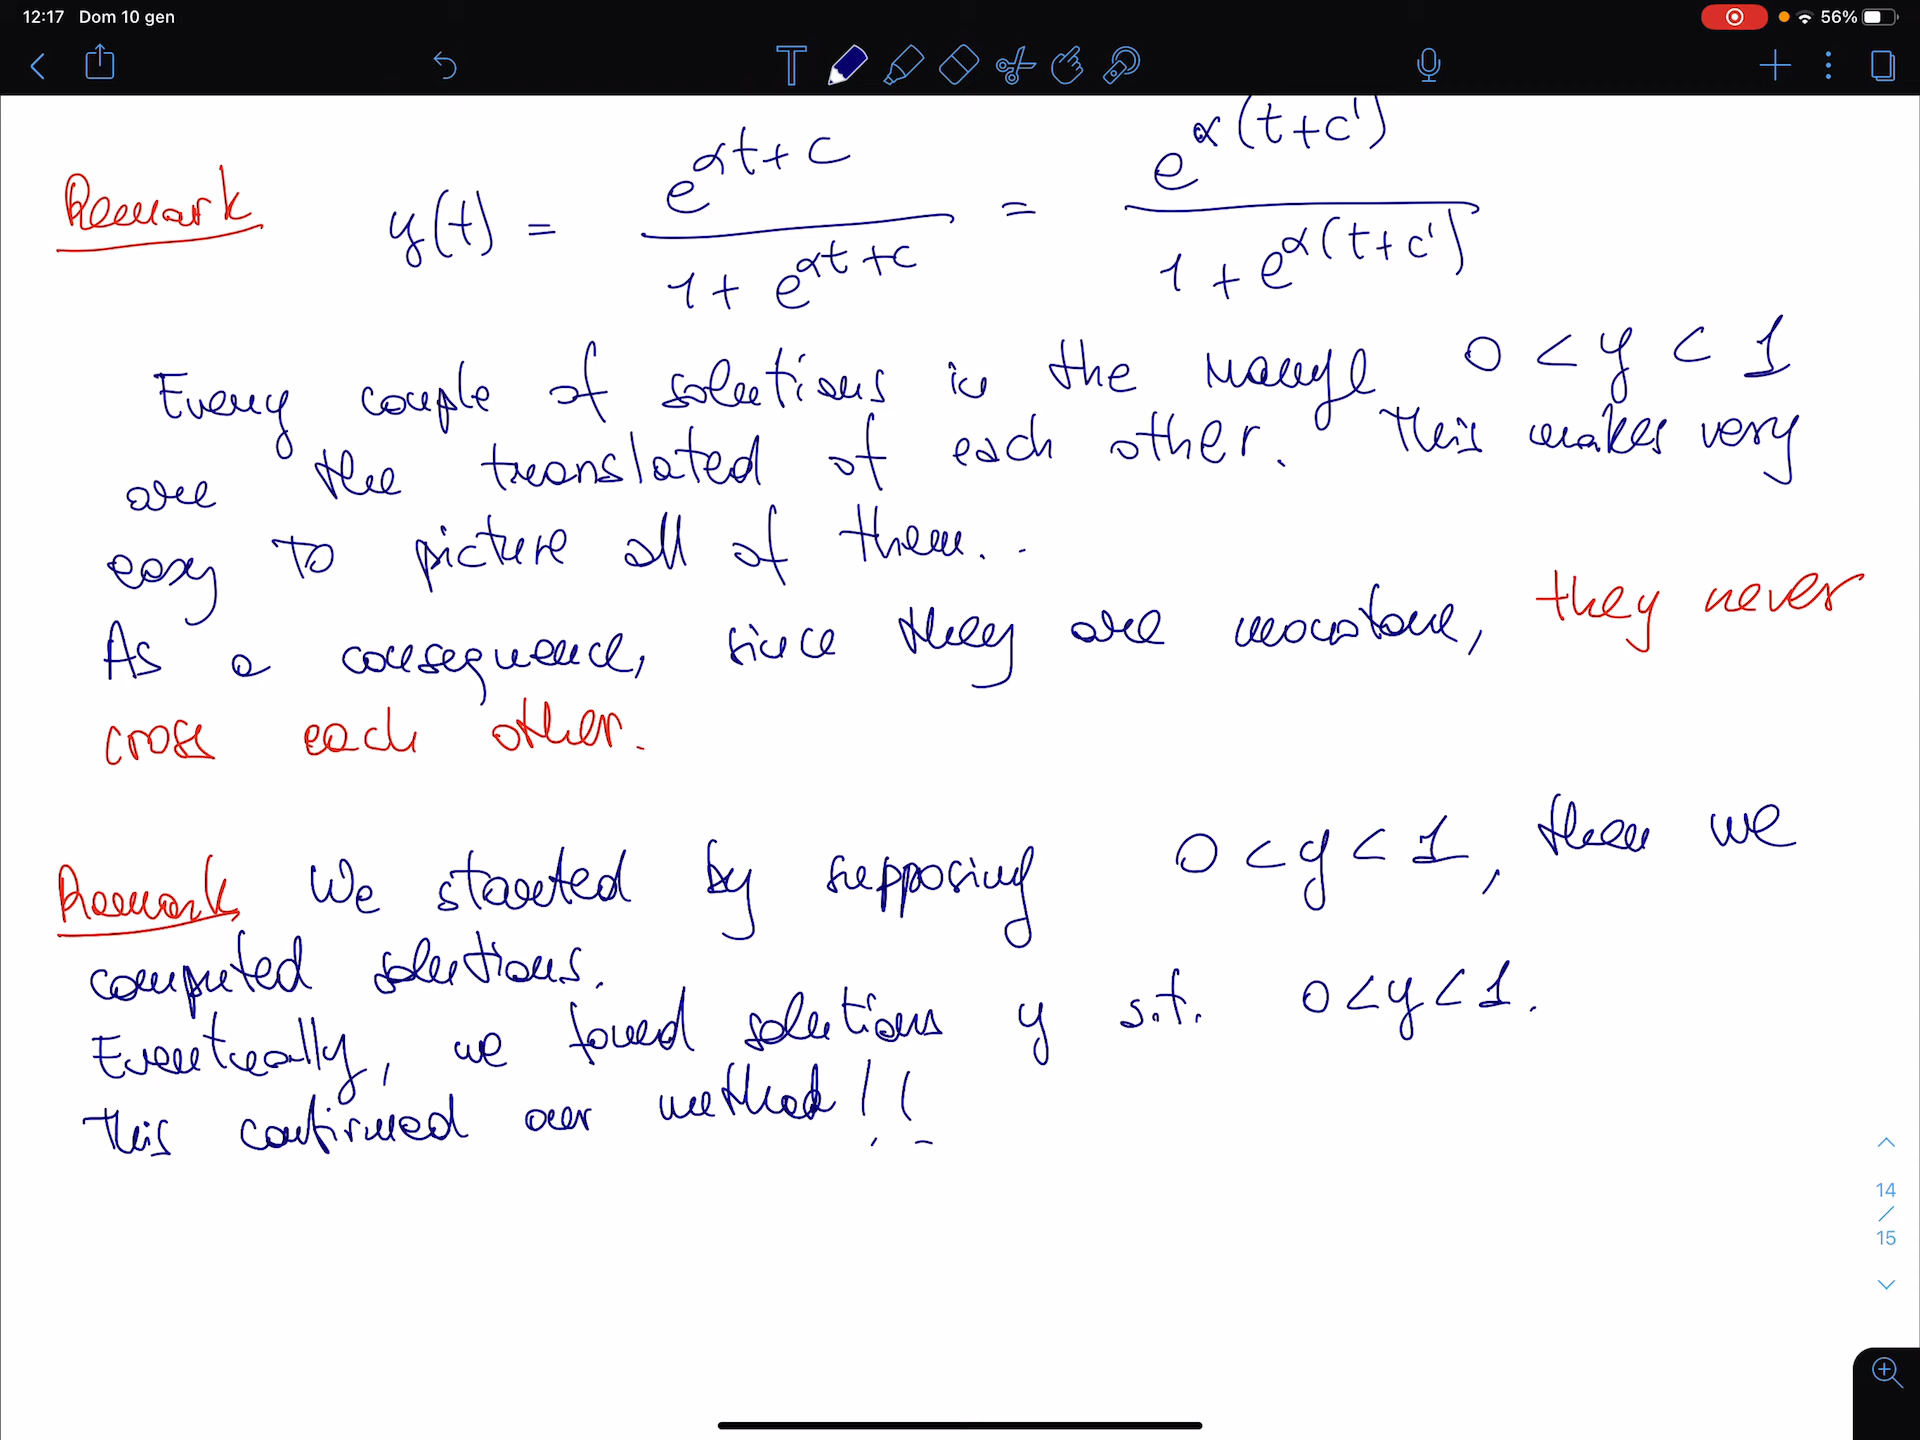 12:17 Dom 10 gen 56%
Remark y(t) = e^{αt+c} / (1 + e^{αt+c}) = e^{α(t+c')} / (1 + e^{α(t+c')})
Every couple of solutions in the range 0 < y < 1
are the translated of each other. This makes very
easy to picture all of them..
As a consequence, since they are monotone, they never
cross each other.
Remark We started by supposing 0 < y < 1, then we
computed solutions.
Eventually, we found solutions y s.t. 0 < y < 1.
This confirmed our method!!
14
/
15